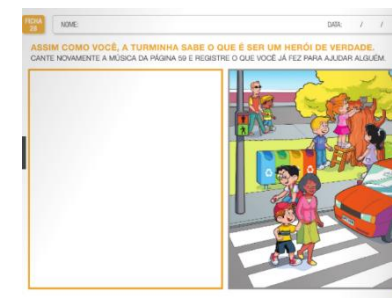 FICHA
29
NOME:
DATA: / /
ASSIM COMO VOCÊ, A TURMINHA SABE O QUE É SER UM HERÓI DE VERDADE.
CANTE NOVAMENTE A MÚSICA DA PÁGINA 59 E REGISTRE O QUE VOCÊ JÁ FEZ PARA AJUDAR ALGUÉM.